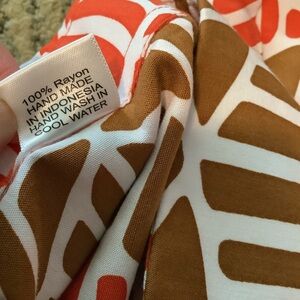 100% Rayon
HAND MADE
IN INDONESIA
HAND WASH IN
COOL WATER